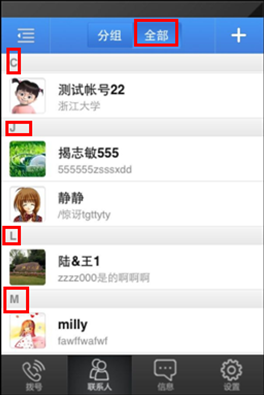 分组 全部 +
C
测试帐号22
浙江大学
J
揭志敏555
555555zsssxdd
静静
/惊讶tgttyty
L
陆&王1
zzzz000是的啊啊啊
M
milly
fawffwafwf
拨号 联系人 信息 设置